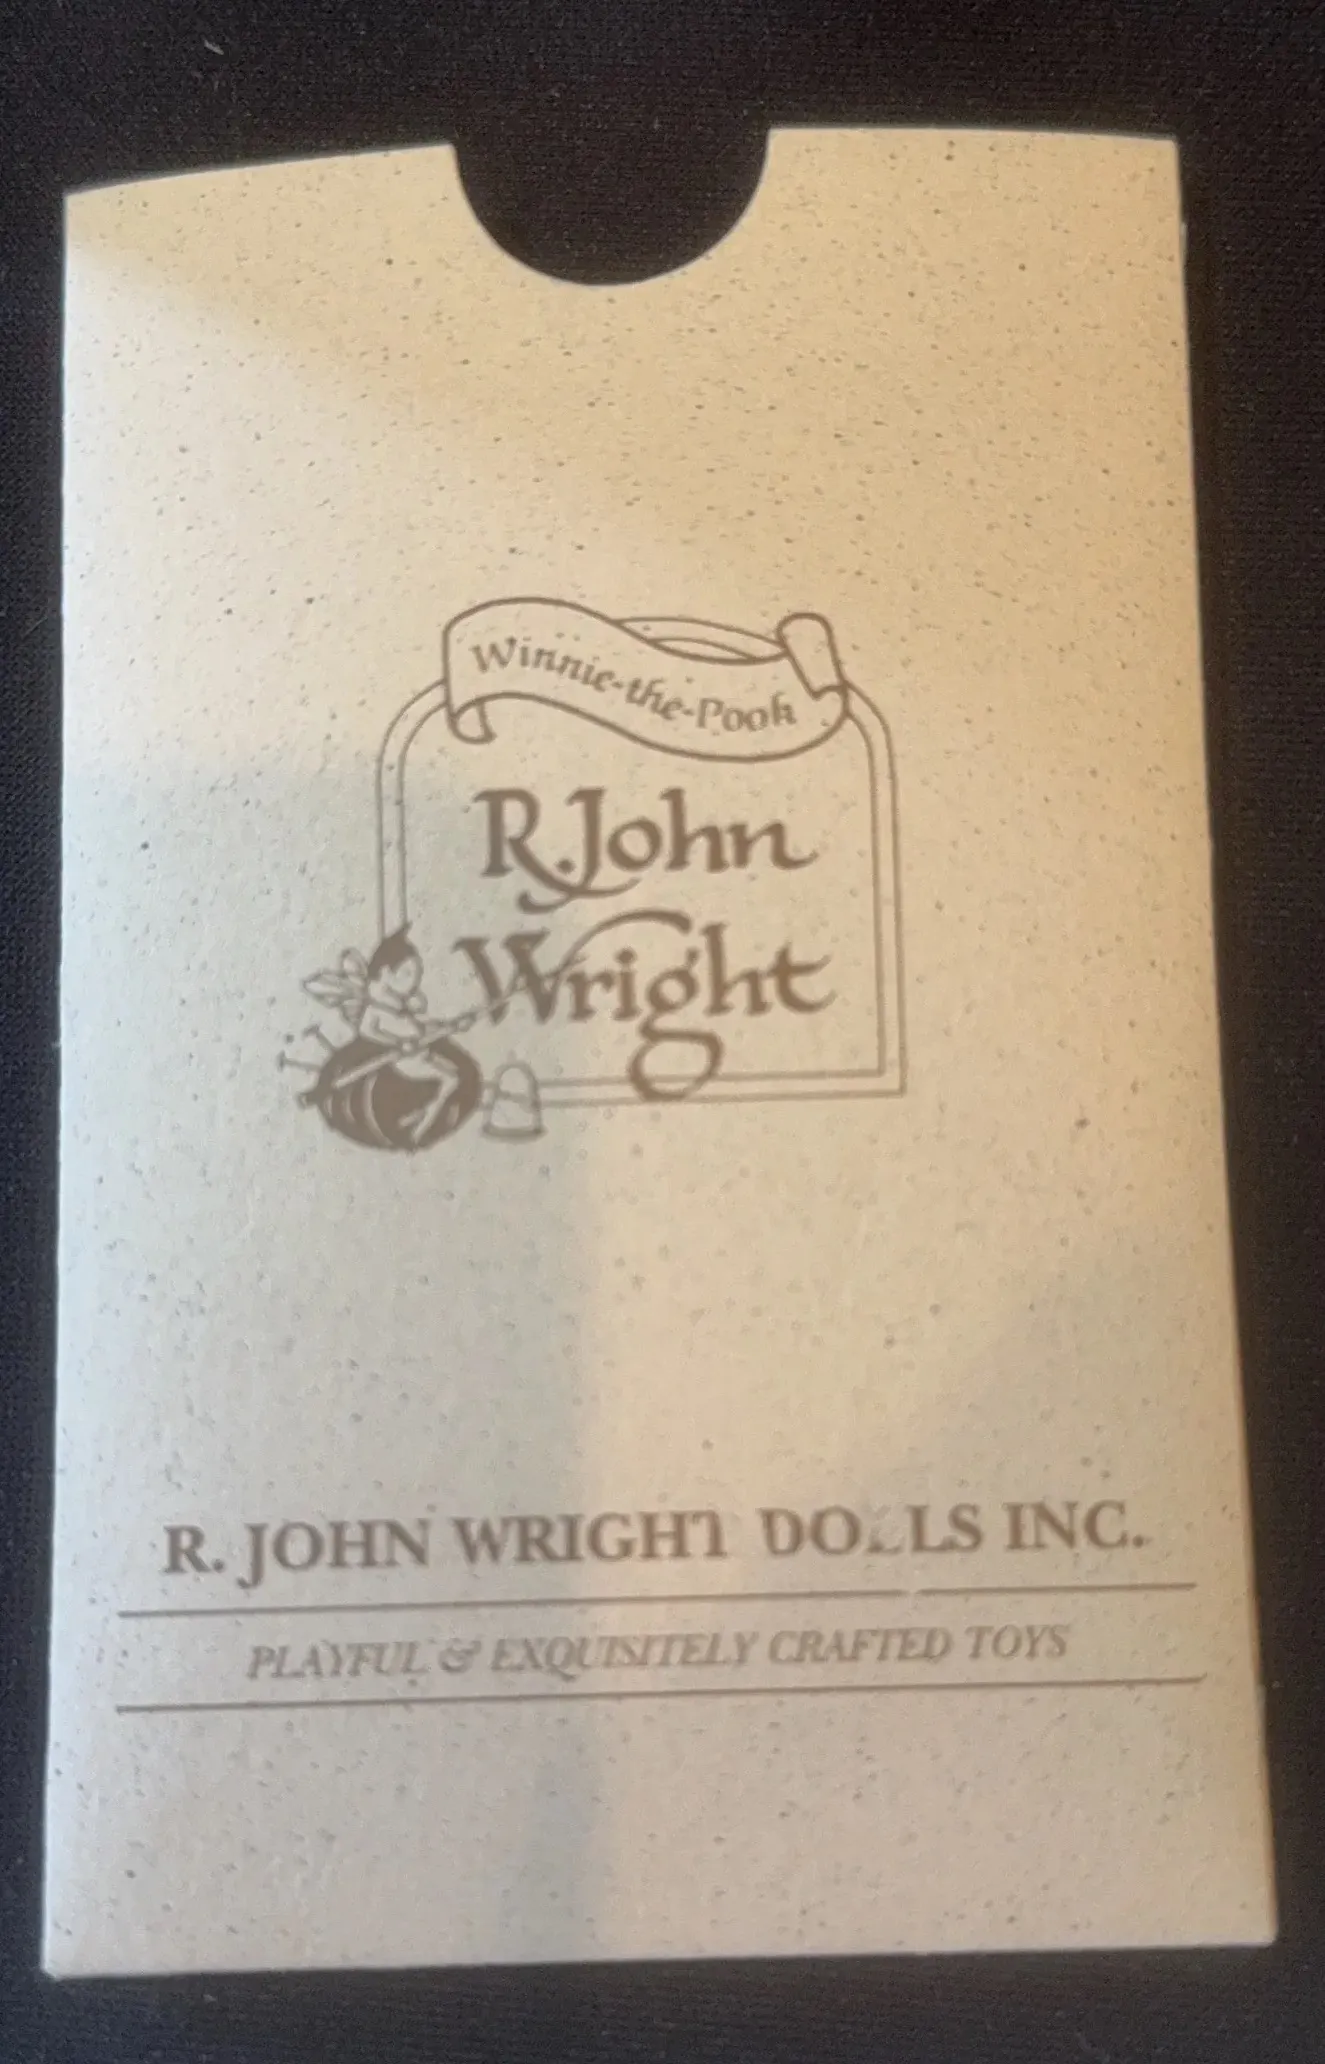 Winnie-the-Pooh
R. John
Wright
R. JOHN WRIGHT DOLLS INC.
PLAYFUL & EXQUISITELY CRAFTED TOYS